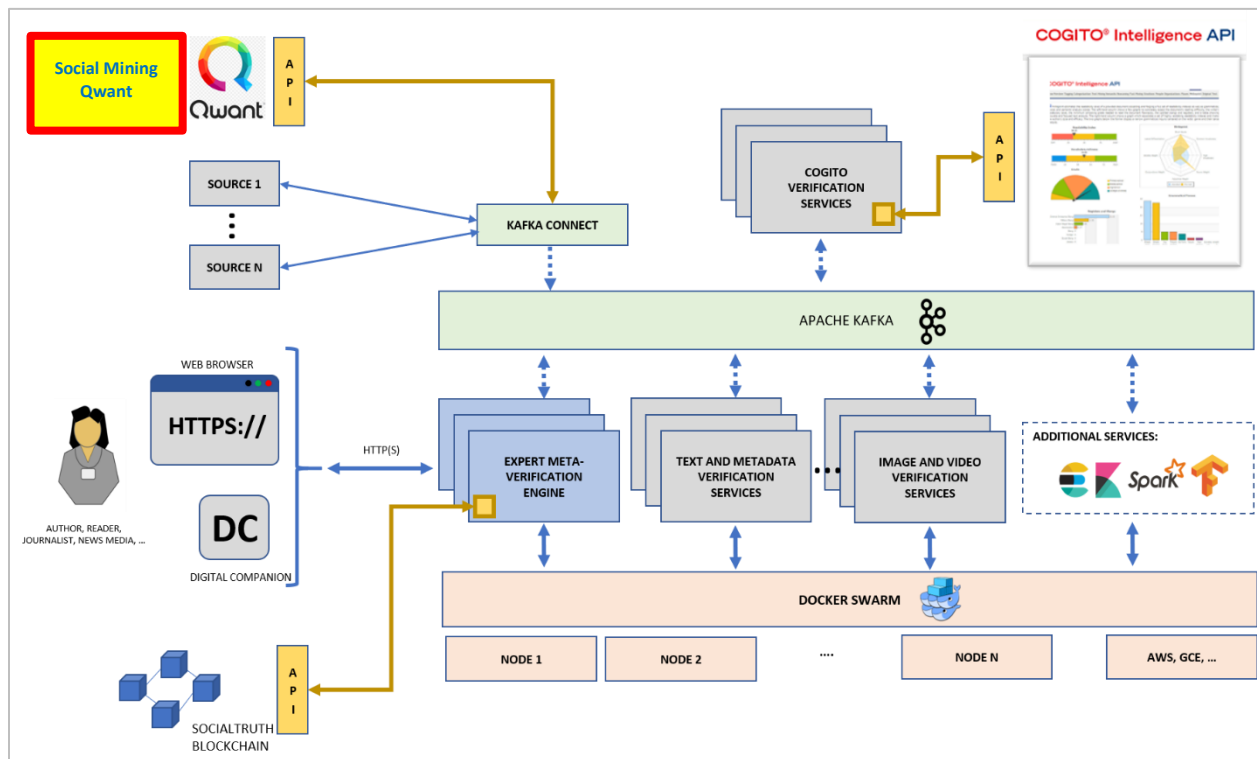 Social Mining
Qwant
Qwant
A
P
I
COGITO® Intelligence API
COGITO® Intelligence API
SOURCE 1
SOURCE N
KAFKA CONNECT
COGITO
VERIFICATION
SERVICES
A
P
I
APACHE KAFKA
WEB BROWSER
HTTPS://
DC
DIGITAL COMPANION
AUTHOR, READER,
JOURNALIST, NEWS MEDIA, ...
HTTP(S)
EXPERT META-
VERIFICATION
ENGINE
TEXT AND METADATA
VERIFICATION
SERVICES
IMAGE AND VIDEO
VERIFICATION
SERVICES
ADDITIONAL SERVICES:
Spark
DOCKER SWARM
NODE 1
NODE 2
....
NODE N
AWS, GCE, ...
A
P
I
SOCIALTRUTH
BLOCKCHAIN